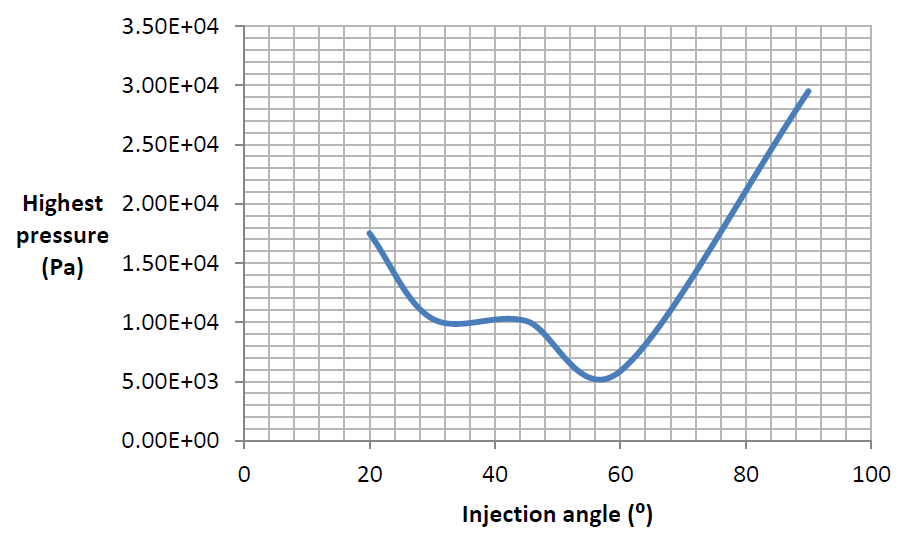 3.50E+04
3.00E+04
2.50E+04
2.00E+04
1.50E+04
1.00E+04
5.00E+03
0.00E+00
Highest
pressure
(Pa)
0 20 40 60 80 100
Injection angle (⁰)